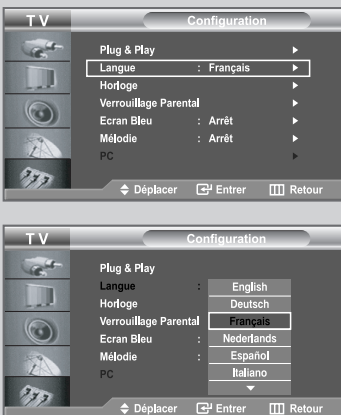 TV Configuration
Plug & Play
Langue : Français
Horloge
Verrouillage Parental
Ecran Bleu : Arrêt
Mélodie : Arrêt
PC
Déplacer Entrer Retour
TV Configuration
Plug & Play
Langue : English
Horloge Deutsch
Verrouillage Parental Français
Ecran Bleu : Nederlands
Mélodie : Español
PC Italiano
Déplacer Entrer Retour